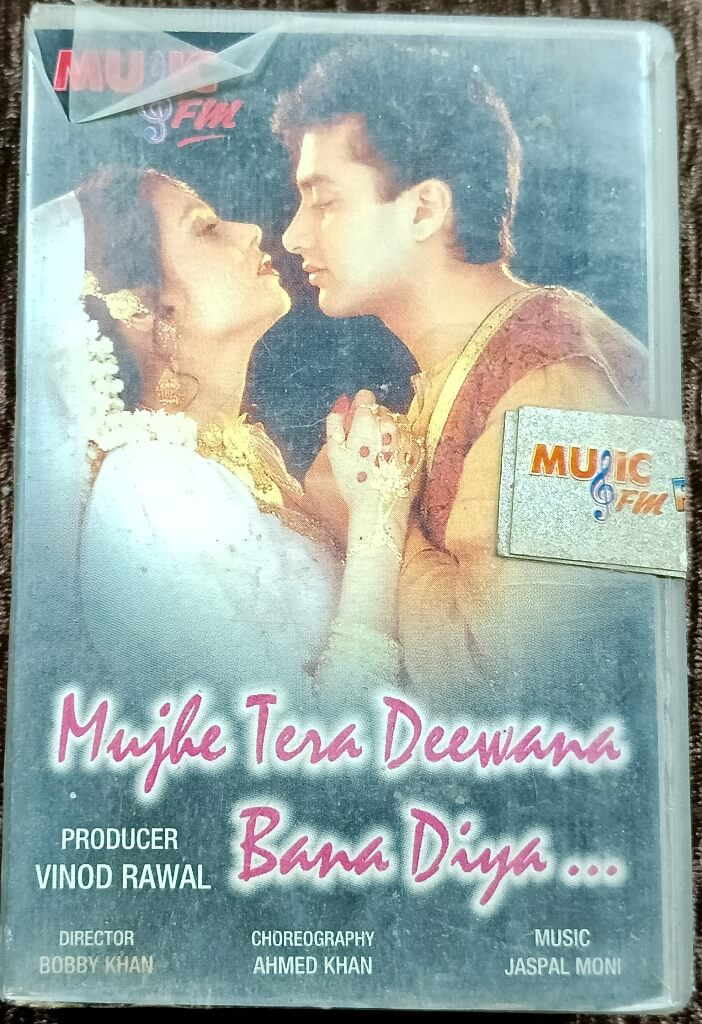 MUSIC
FM
MUSIC
FM
Mujhe Tera Deewana
Bana Diya ...
PRODUCER
VINOD RAWAL
DIRECTOR
BOBBY KHAN
CHOREOGRAPHY
AHMED KHAN
MUSIC
JASPAL MONI